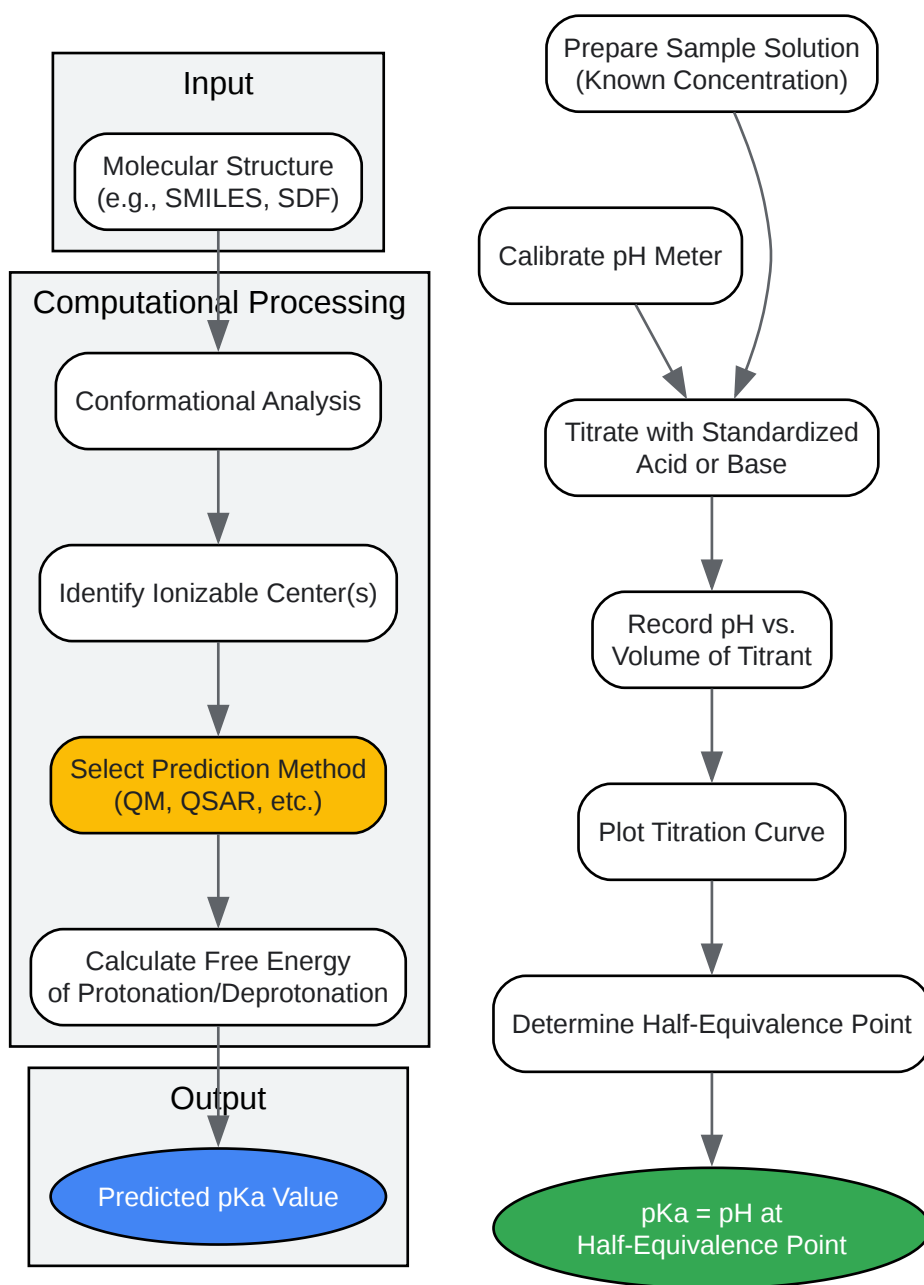 Input
Molecular Structure
(e.g., SMILES, SDF)
Computational Processing
Conformational Analysis
Identify Ionizable Center(s)
Select Prediction Method
(QM, QSAR, etc.)
Calculate Free Energy
of Protonation/Deprotonation
Output
Predicted pKa Value
Prepare Sample Solution
(Known Concentration)
Calibrate pH Meter
Titrate with Standardized
Acid or Base
Record pH vs.
Volume of Titrant
Plot Titration Curve
Determine Half-Equivalence Point
pKa = pH at
Half-Equivalence Point